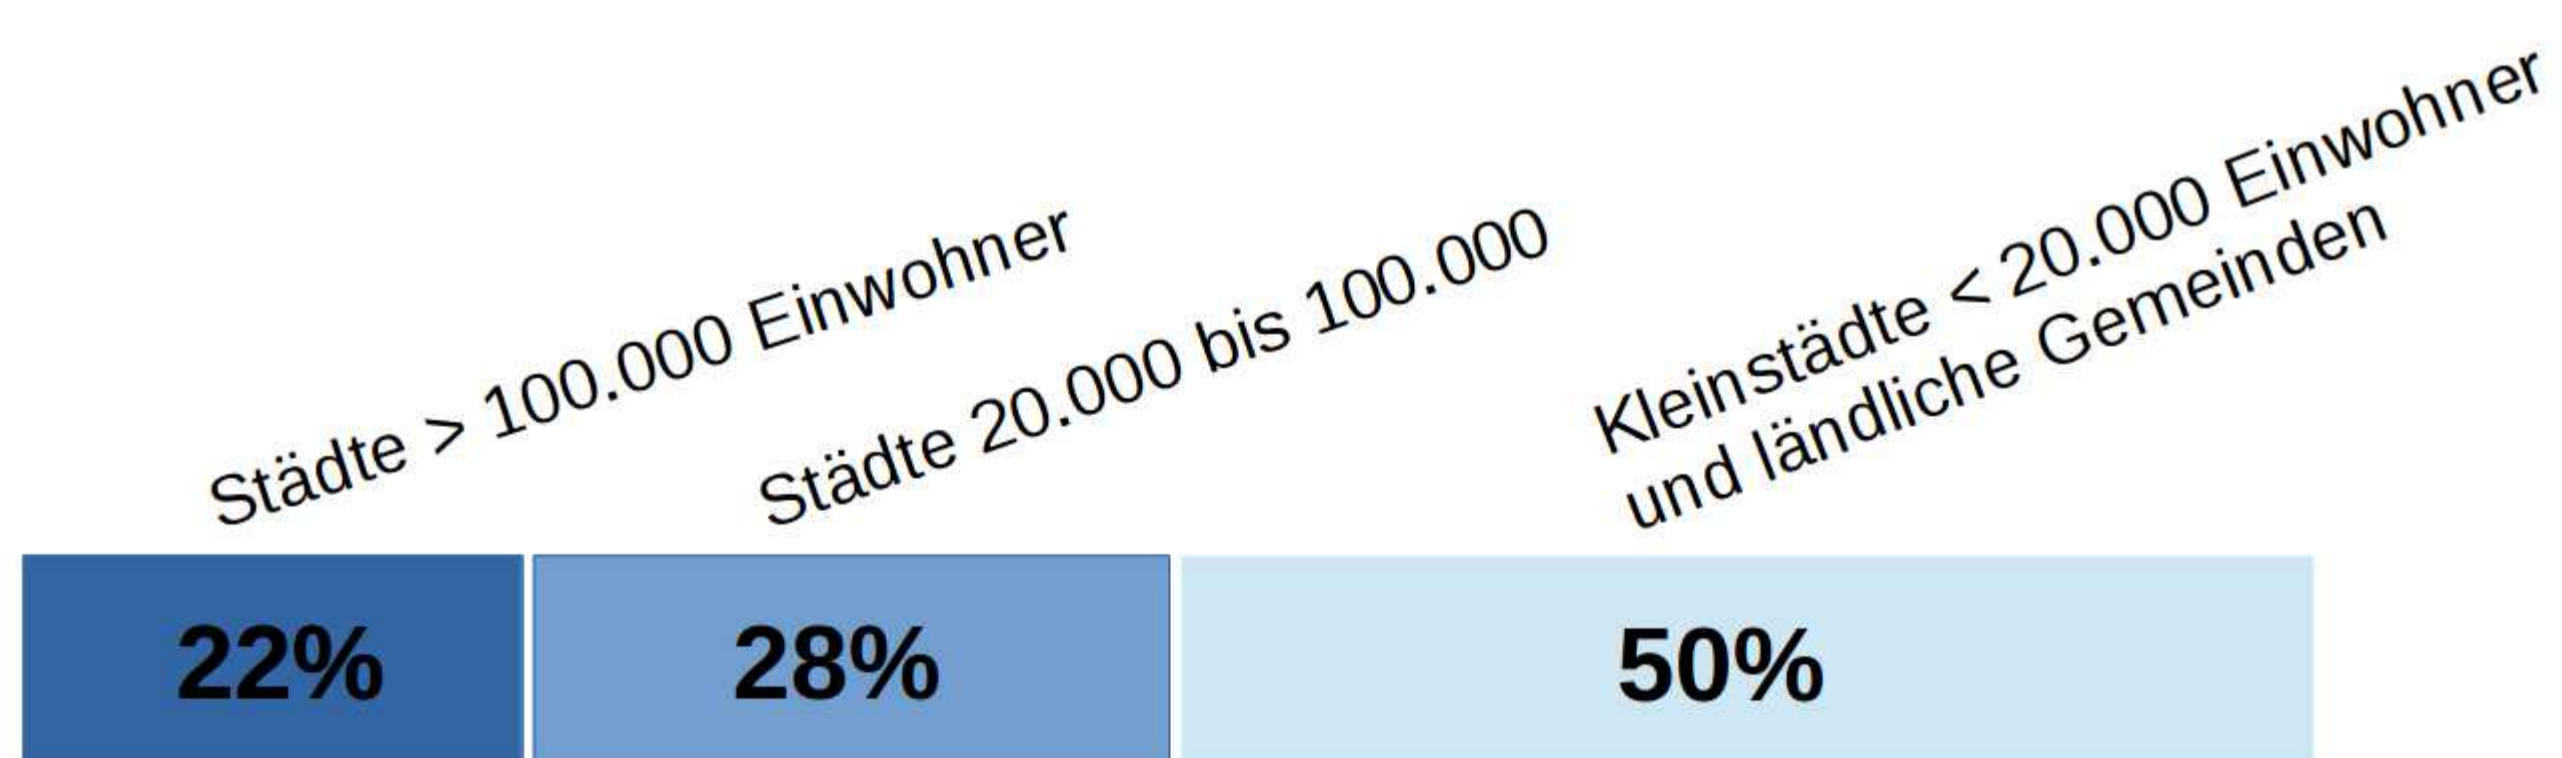 Städte > 100.000 Einwohner
Städte 20.000 bis 100.000
Kleinstädte < 20.000 Einwohner
und ländliche Gemeinden
22%
28%
50%